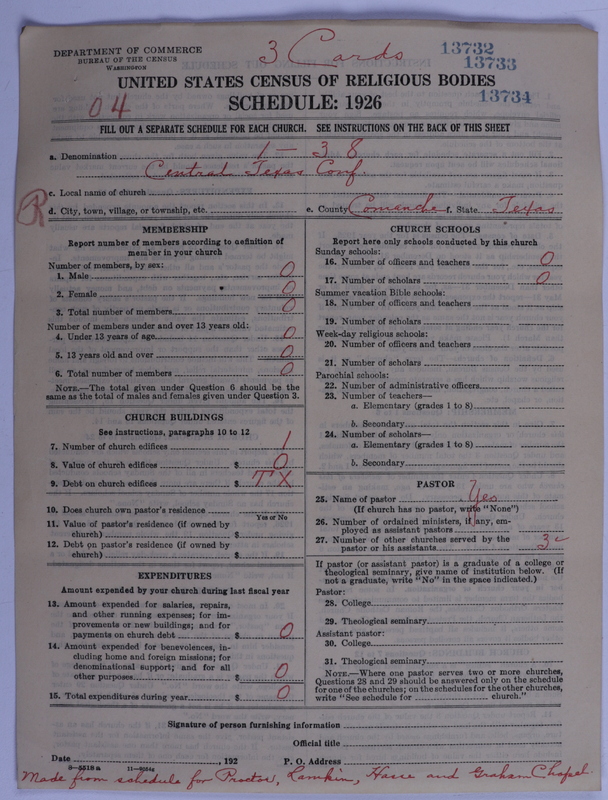 DEPARTMENT OF COMMERCE
BUREAU OF THE CENSUS
WASHINGTON
3 Cards
13732
13733
13734
UNITED STATES CENSUS OF RELIGIOUS BODIES
SCHEDULE: 1926
04
FILL OUT A SEPARATE SCHEDULE FOR EACH CHURCH. SEE INSTRUCTIONS ON THE BACK OF THIS SHEET
a. Denomination 1-38
Central Texas Conf.
c. Local name of church
R
d. City, town, village, or township, etc. e. County Comanche f. State Texas
MEMBERSHIP
Report number of members according to definition of
member in your church
Number of members, by sex:
1. Male 0
2. Female 0
3. Total number of members 0
Number of members under and over 13 years old:
4. Under 13 years of age 0
5. 13 years old and over 0
6. Total number of members 0
NOTE.—The total given under Question 6 should be the
same as the total of males and females given under Question 3.
CHURCH BUILDINGS
See instructions, paragraphs 10 to 12
7. Number of church edifices 1
8. Value of church edifices $ 0
9. Debt on church edifices $ TX
10. Does church own pastor's residence
Yes or No
11. Value of pastor's residence (if owned by
church) $
12. Debt on pastor's residence (if owned by
church) $
EXPENDITURES
Amount expended by your church during last fiscal year
13. Amount expended for salaries, repairs,
and other running expenses; for im-
provements or new buildings; and for
payments on church debt $ 0
14. Amount expended for benevolences, in-
cluding home and foreign missions; for
denominational support; and for all
other purposes $ 0
15. Total expenditures during year $ 0
CHURCH SCHOOLS
Report here only schools conducted by this church
Sunday schools:
16. Number of officers and teachers 0
17. Number of scholars 0
Summer vacation Bible schools:
18. Number of officers and teachers
19. Number of scholars
Week-day religious schools:
20. Number of officers and teachers
21. Number of scholars
Parochial schools:
22. Number of administrative officers
23. Number of teachers—
a. Elementary (grades 1 to 8)
b. Secondary
24. Number of scholars—
a. Elementary (grades 1 to 8)
b. Secondary
PASTOR
25. Name of pastor Yes
(If church has no pastor, write "None")
26. Number of ordained ministers, if any, em-
ployed as assistant pastors
27. Number of other churches served by the
pastor or his assistants 3
If pastor (or assistant pastor) is a graduate of a college or
theological seminary, give name of institution below. (If
not a graduate, write "No" in the space indicated.)
Pastor:
28. College
29. Theological seminary
Assistant pastor:
30. College
31. Theological seminary
NOTE.—Where one pastor serves two or more churches,
Questions 28 and 29 should be answered only on the schedule
for one of the churches; on the schedules for the other churches,
write "See schedule for church."
Signature of person furnishing information
Official title
Date , 192 P. O. Address
Made from schedule for Proctor, Lamkin, Hasse and Graham Chapel.